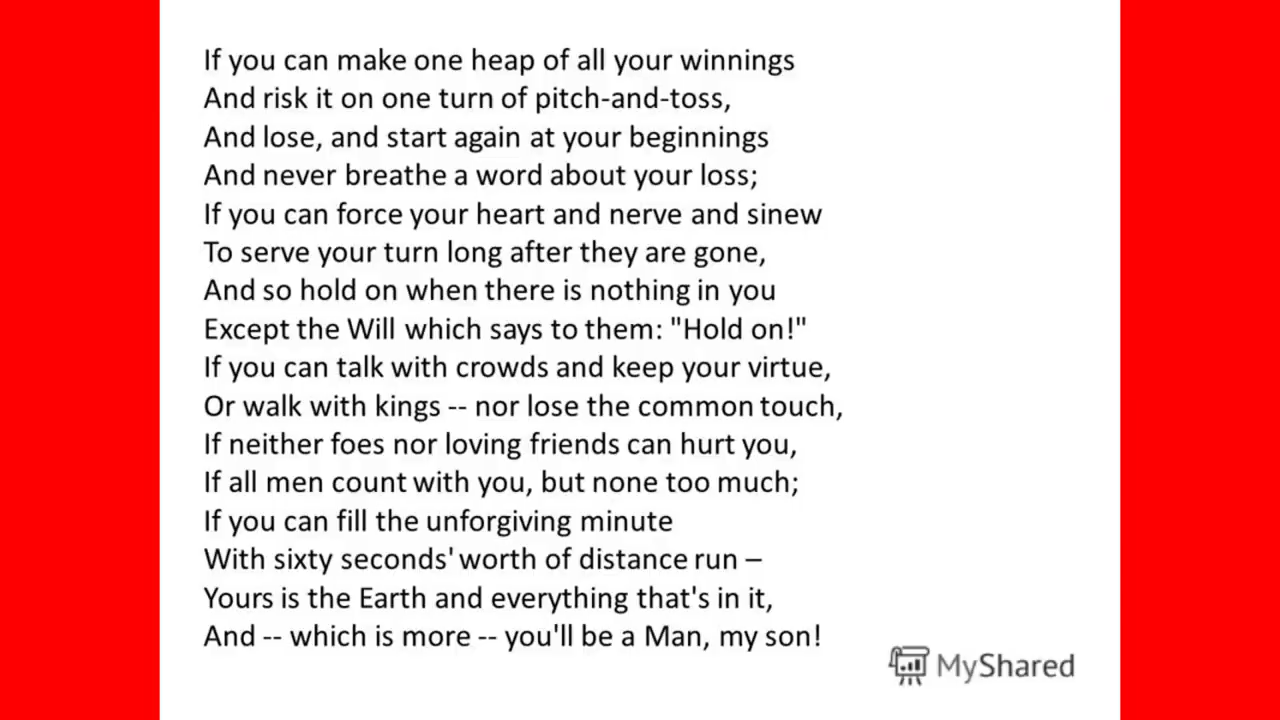 If you can make one heap of all your winnings
And risk it on one turn of pitch-and-toss,
And lose, and start again at your beginnings
And never breathe a word about your loss;
If you can force your heart and nerve and sinew
To serve your turn long after they are gone,
And so hold on when there is nothing in you
Except the Will which says to them: "Hold on!"
If you can talk with crowds and keep your virtue,
Or walk with kings -- nor lose the common touch,
If neither foes nor loving friends can hurt you,
If all men count with you, but none too much;
If you can fill the unforgiving minute
With sixty seconds' worth of distance run –
Yours is the Earth and everything that's in it,
And -- which is more -- you'll be a Man, my son!
MyShared